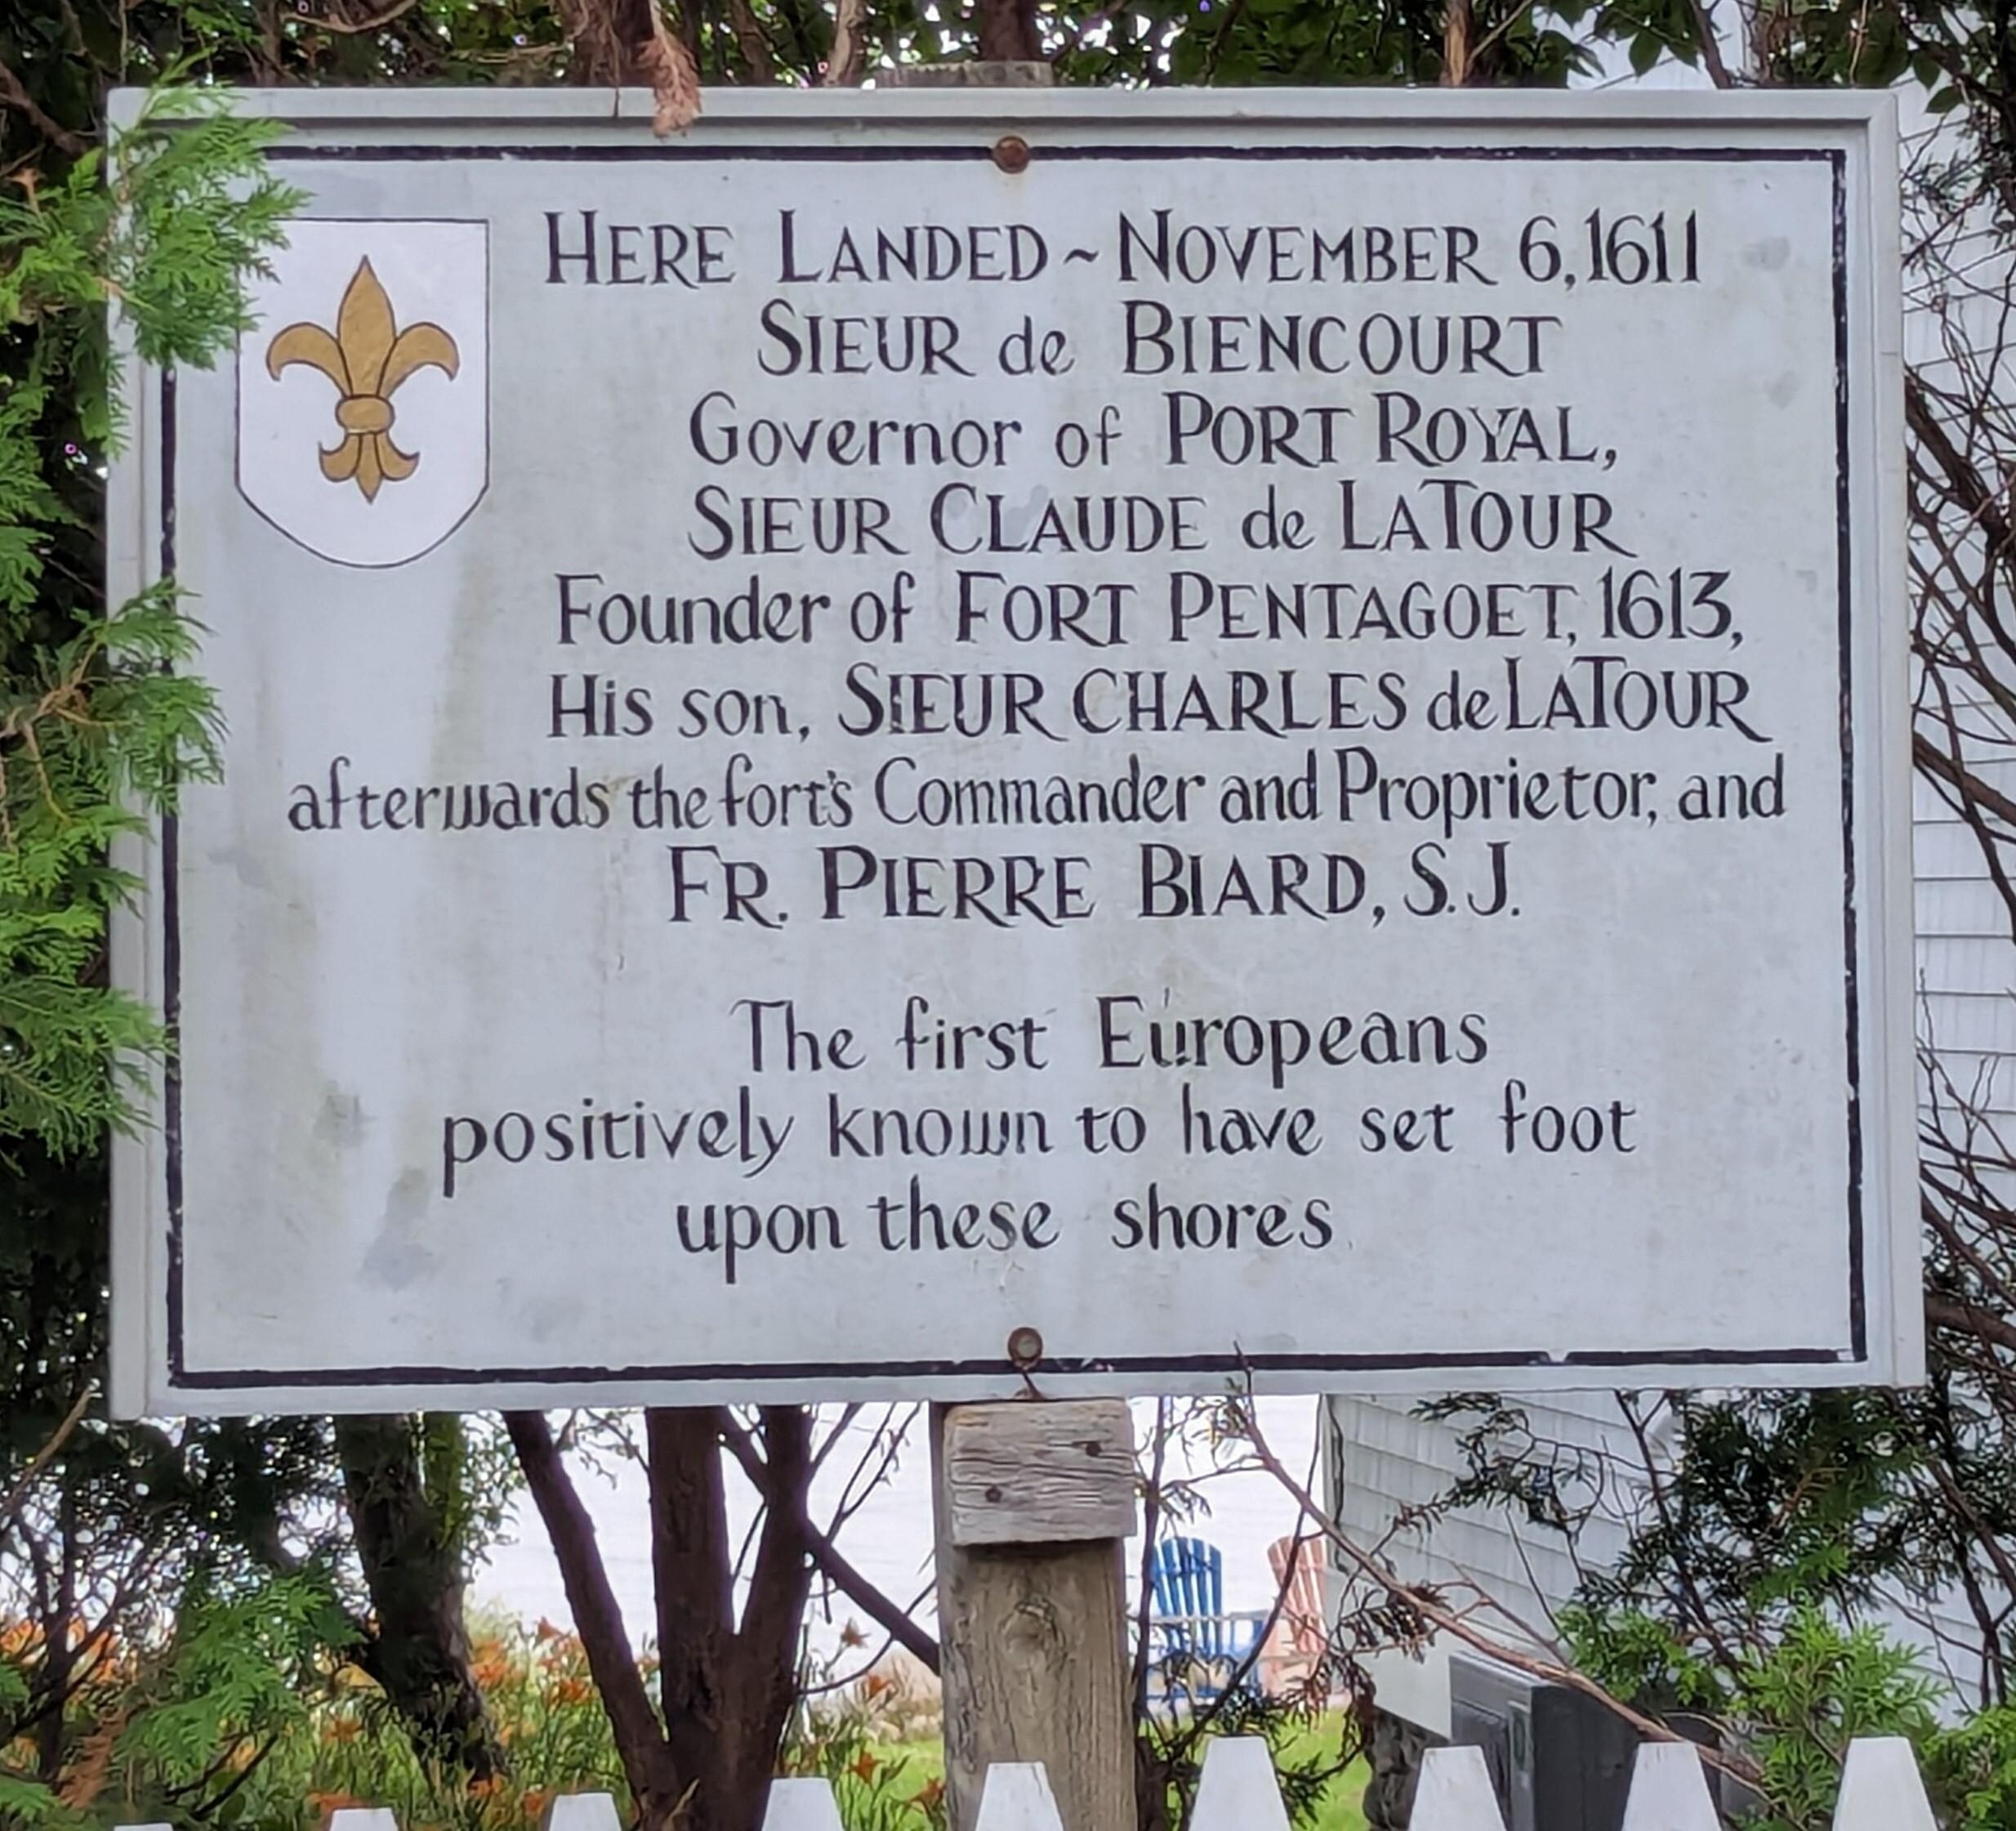 HERE LANDED ~ NOVEMBER 6, 1611
SIEUR de BIENCOURT
Governor of PORT ROYAL,
SIEUR CLAUDE de LATOUR
Founder of FORT PENTAGOET, 1613,
His son, SIEUR CHARLES de LATOUR
afterwards the fort's Commander and Proprietor, and
FR. PIERRE BIARD, S.J.
The first Europeans
positively known to have set foot
upon these shores